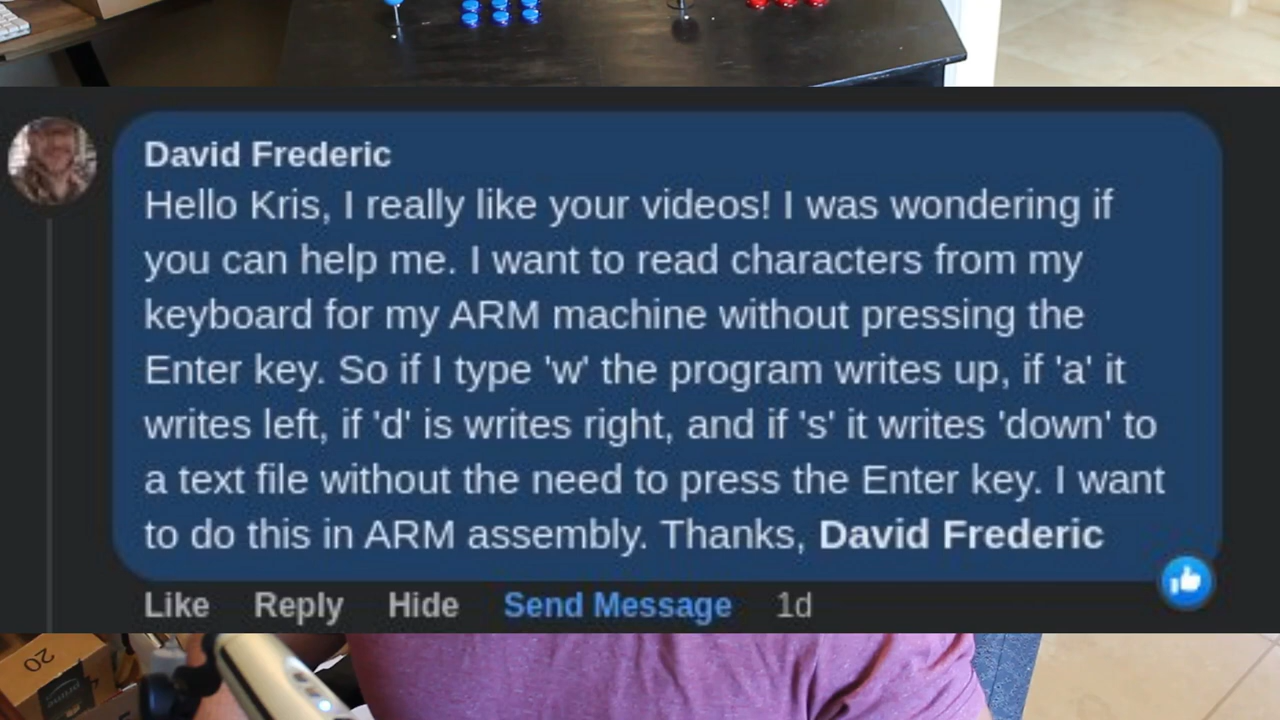 David Frederic
Hello Kris, I really like your videos! I was wondering if
you can help me. I want to read characters from my
keyboard for my ARM machine without pressing the
Enter key. So if I type 'w' the program writes up, if 'a' it
writes left, if 'd' is writes right, and if 's' it writes 'down' to
a text file without the need to press the Enter key. I want
to do this in ARM assembly. Thanks, David Frederic
Like Reply Hide Send Message 1d
20